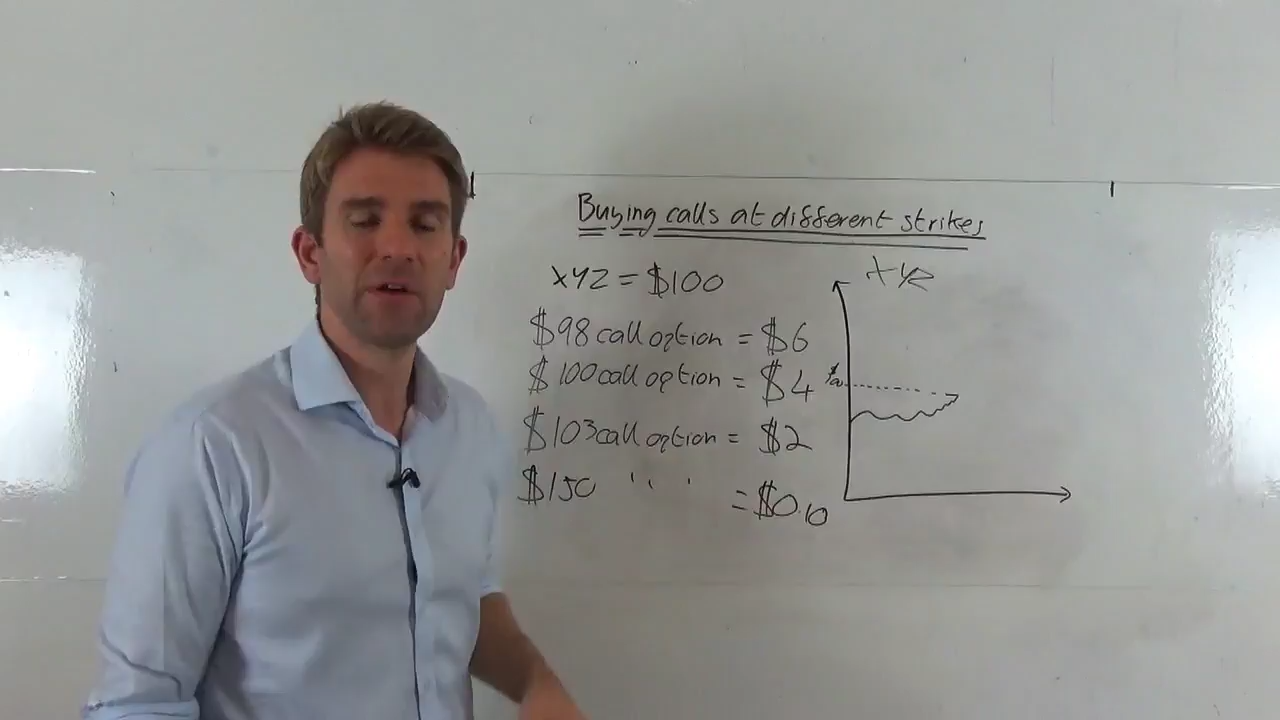 Buying calls at different strikes
XYZ = $100
XYZ
$98 call option = $6
$100 call option = $4
$103 call option = $2
$150 " " = $0.10